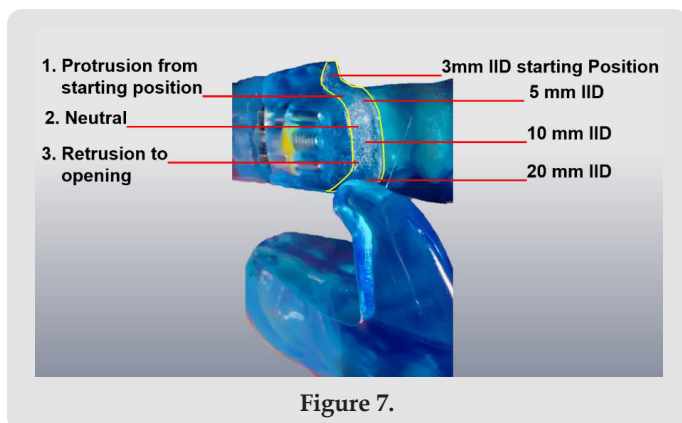 1. Protrusion from
starting position
2. Neutral
3. Retrusion to
opening
3mm IID starting Position
5 mm IID
10 mm IID
20 mm IID
Figure 7.